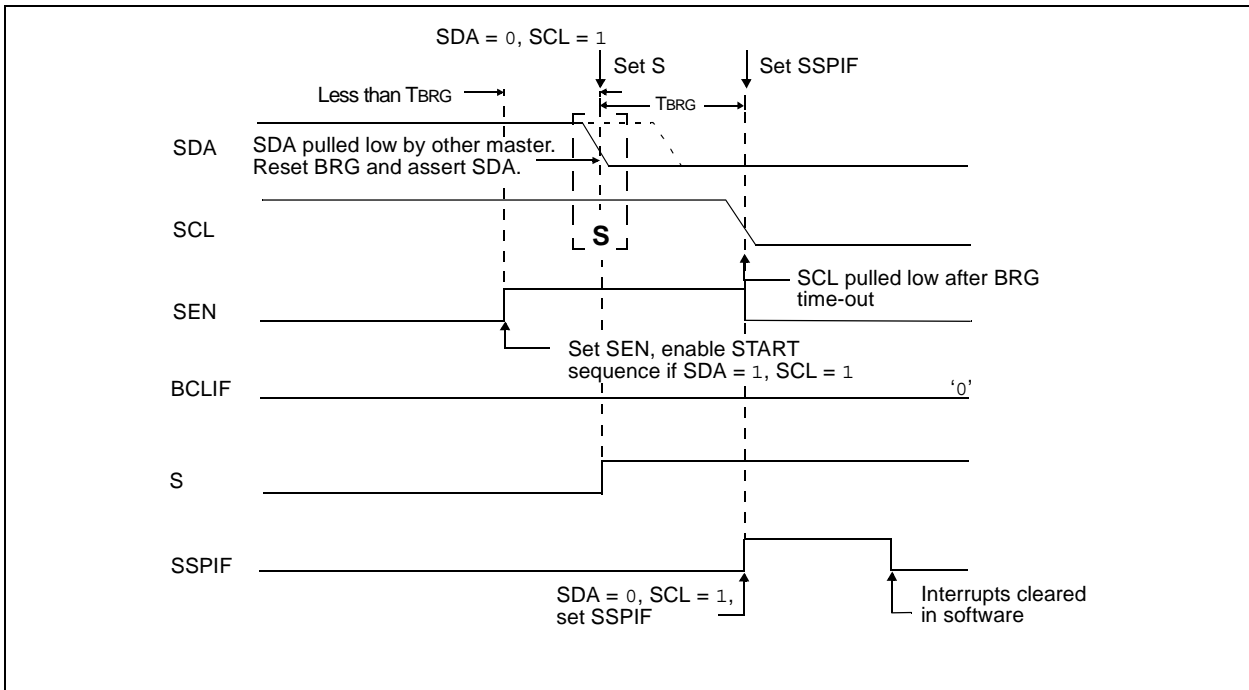 SDA = 0, SCL = 1
Set S
Set SSPIF
Less than TBRG
TBRG
SDA
SDA pulled low by other master.
Reset BRG and assert SDA.
SCL
S
SCL pulled low after BRG
time-out
SEN
Set SEN, enable START
sequence if SDA = 1, SCL = 1
BCLIF
‘0’
S
SSPIF
SDA = 0, SCL = 1,
set SSPIF
Interrupts cleared
in software